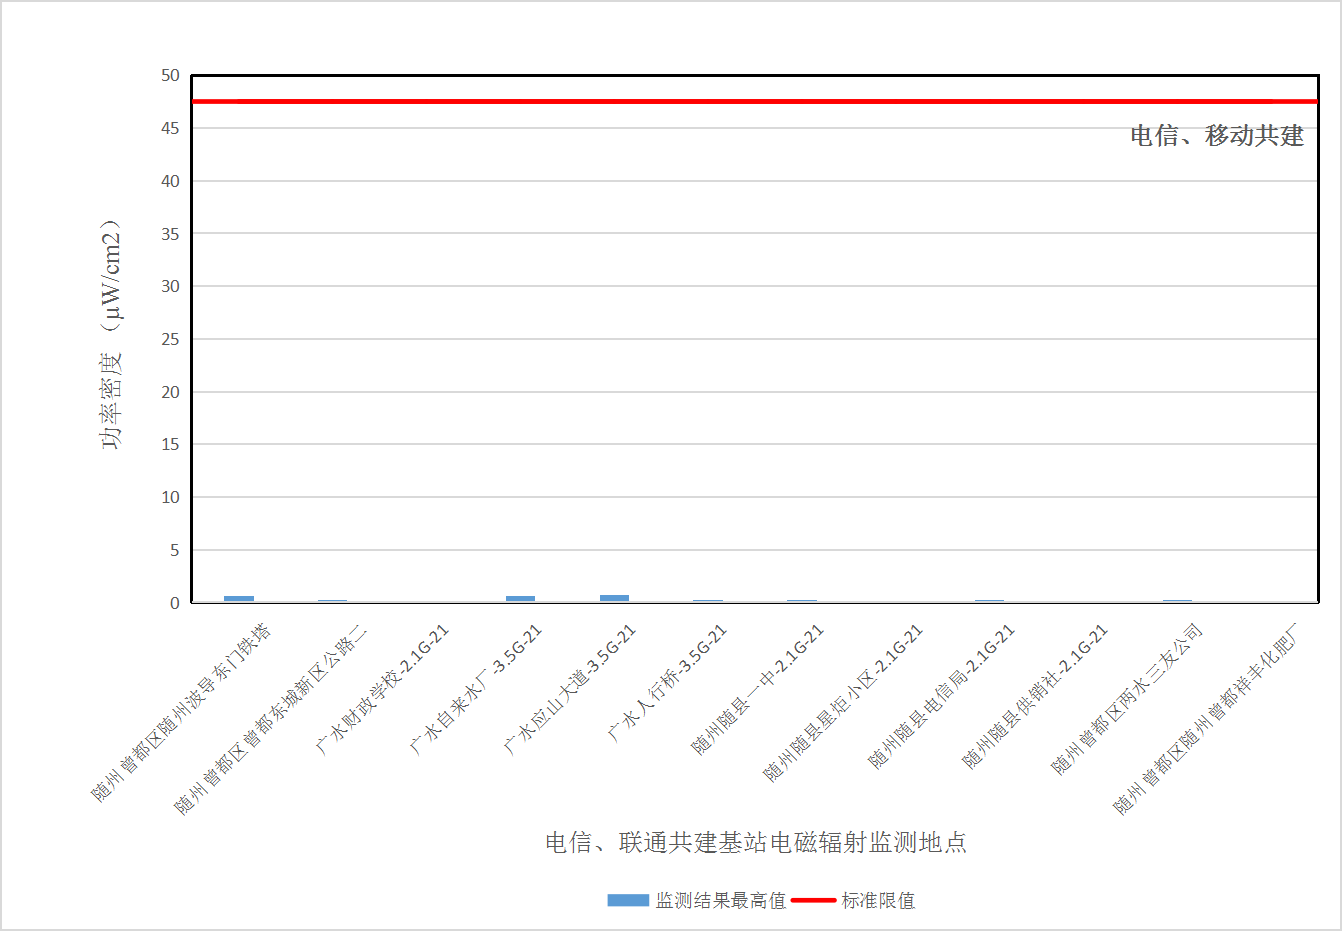 50
45
40
35
30
25
20
15
10
5
0
电信、移动共建
功率密度（μW/cm2）
随州曾都区随州波导东门铁塔
随州曾都区曾都东城新区公路二
广水财政学校-2.1G-21
广水自来水厂-3.5G-21
广水应山大道-3.5G-21
广水人行桥-3.5G-21
随州随县一中-2.1G-21
随州随县星炬小区-2.1G-21
随州随县电信局-2.1G-21
随州随县供销社-2.1G-21
随州曾都区两水三友公司
随州曾都区随州曾都祥丰化肥厂
电信、联通共建基站电磁辐射监测地点
监测结果最高值 标准限值